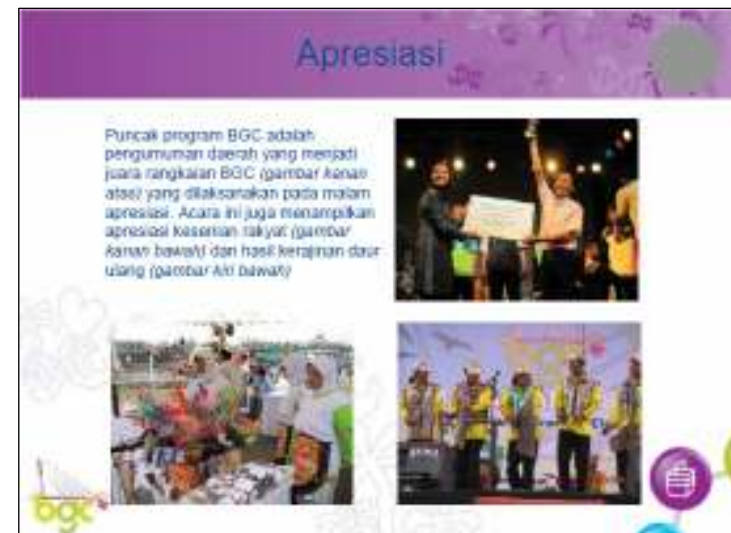 Apresiasi
Puncak program BGC adalah
pengumuman daerah yang menjadi
juara rangkaian BGC (gambar kanan
atas) yang dilaksanakan pada malam
apresiasi. Acara ini juga menampilkan
apresiasi kesenian rakyat (gambar
kanan bawah) dan hasil kerajinan daur
ulang (gambar kiri bawah)
bgc
bgc